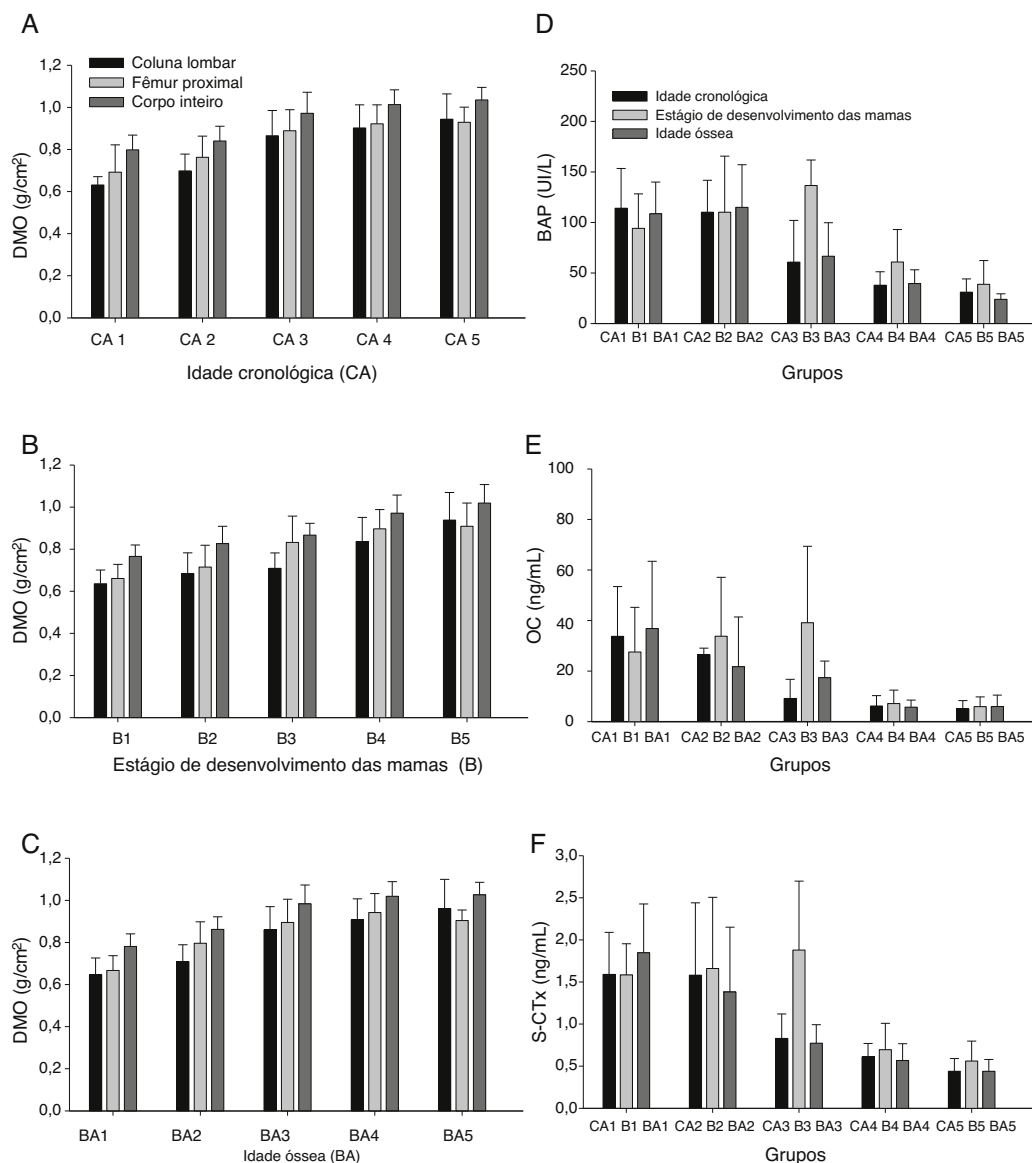 A
1,2
1,0
0,8
0,6
0,4
0,2
0,0
DMO (g/cm²)
Coluna lombar
Fêmur proximal
Corpo inteiro
CA 1 CA 2 CA 3 CA 4 CA 5
Idade cronológica (CA)
B
1,2
1,0
0,8
0,6
0,4
0,2
0,0
DMO (g/cm²)
B1 B2 B3 B4 B5
Estágio de desenvolvimento das mamas (B)
C
1,2
1,0
0,8
0,6
0,4
0,2
0,0
DMO (g/cm²)
BA1 BA2 BA3 BA4 BA5
Idade óssea (BA)
D
250
200
150
100
50
0
BAP (UI/L)
Idade cronológica
Estágio de desenvolvimento das mamas
Idade óssea
CA1 B1 BA1 CA2 B2 BA2 CA3 B3 BA3 CA4 B4 BA4 CA5 B5 BA5
Grupos
E
100
80
60
40
20
0
OC (ng/mL)
CA1 B1 BA1 CA2 B2 BA2 CA3 B3 BA3 CA4 B4 BA4 CA5 B5 BA5
Grupos
F
3,0
2,5
2,0
1,5
1,0
0,5
0,0
S-CTx (ng/mL)
CA1 B1 BA1 CA2 B2 BA2 CA3 B3 BA3 CA4 B4 BA4 CA5 B5 BA5
Grupos